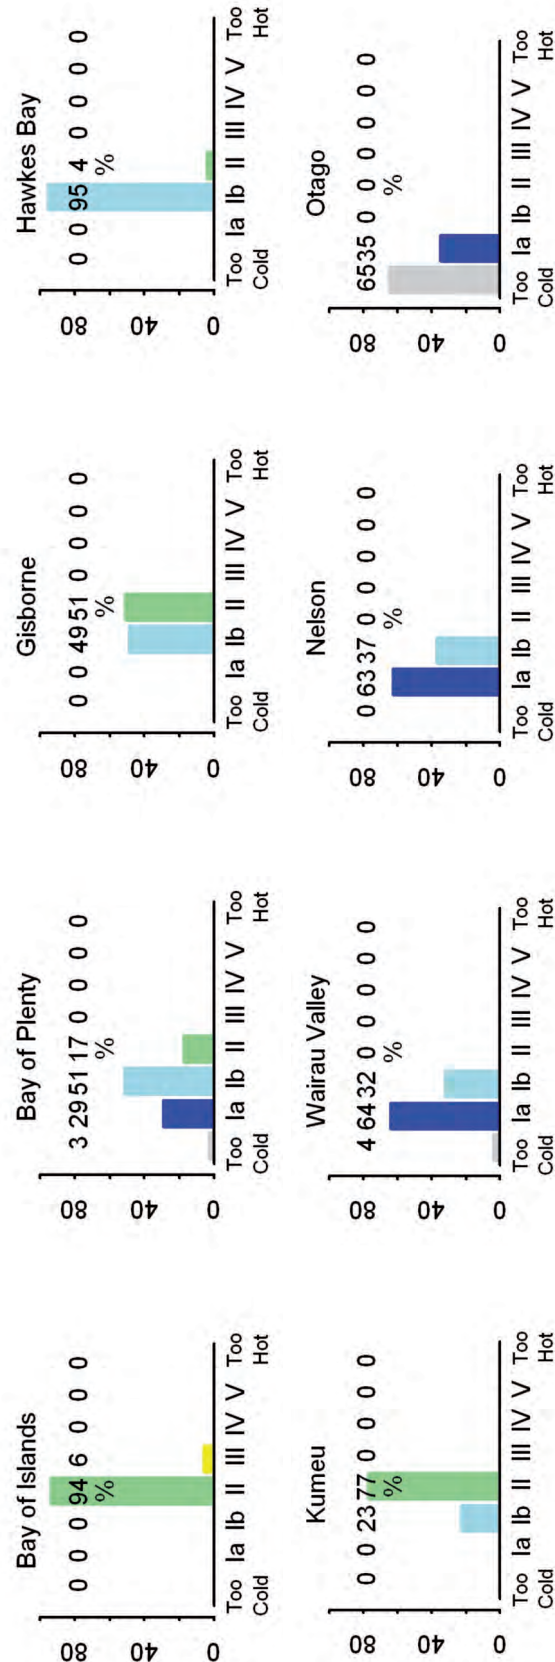 Bay of Islands
80
40
0
0 0 0 94 6 0 0 0
%
Too Cold Ia Ib II III IV V Too Hot
Bay of Plenty
80
40
0
3 29 51 17 0 0 0 0
%
Too Cold Ia Ib II III IV V Too Hot
Gisborne
80
40
0
0 0 49 51 0 0 0 0
%
Too Cold Ia Ib II III IV V Too Hot
Hawkes Bay
80
40
0
0 0 95 4 0 0 0 0
%
Too Cold Ia Ib II III IV V Too Hot
Kumeu
80
40
0
0 0 23 77 0 0 0 0
%
Too Cold Ia Ib II III IV V Too Hot
Wairau Valley
80
40
0
4 64 32 0 0 0 0 0
%
Too Cold Ia Ib II III IV V Too Hot
Nelson
80
40
0
0 63 37 0 0 0 0 0
%
Too Cold Ia Ib II III IV V Too Hot
Otago
80
40
0
65 35 0 0 0 0 0 0
%
Too Cold Ia Ib II III IV V Too Hot